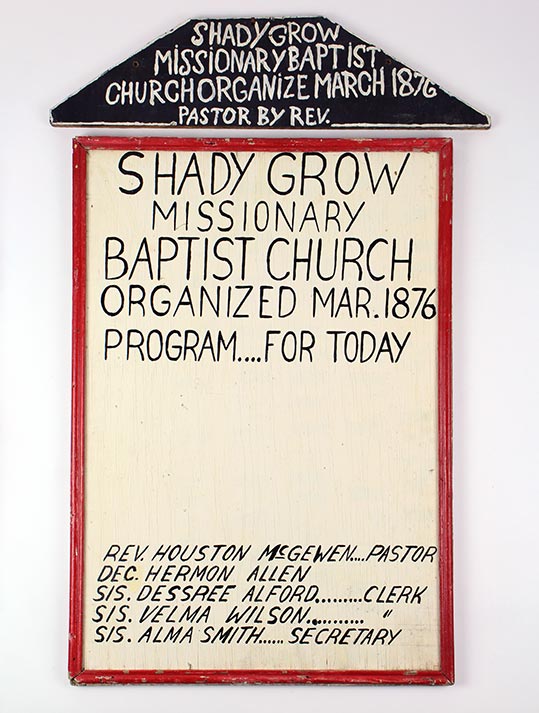 SHADY GROW
MISSIONARY BAPTIST
CHURCH ORGANIZE MARCH 1876
PASTOR BY REV.
SHADY GROW
MISSIONARY
BAPTIST CHURCH
ORGANIZED MAR. 1876
PROGRAM....FOR TODAY
REV. HOUSTON McGEWEN...PASTOR
DEC. HERMON ALLEN
SIS. DESSREE ALFORD.........CLERK
SIS. VELMA WILSON.......... "
SIS. ALMA SMITH...... SECRETARY